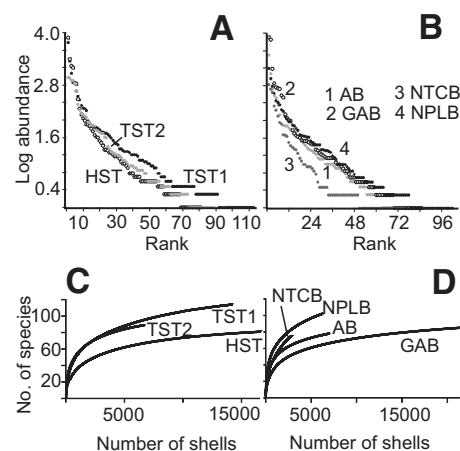 A
B
4.0
2.8
1.6
0.4
Log abundance
TST2
HST
TST1
10 30 50 70 90 110
Rank
2
1 AB
3 NTCB
2 GAB
4 NPLB
4
3
1
24 48 72 96
Rank
C
D
100
60
20
No. of species
TST1
TST2
HST
5000 15000
Number of shells
NTCB
NPLB
AB
GAB
5000 15000
Number of shells